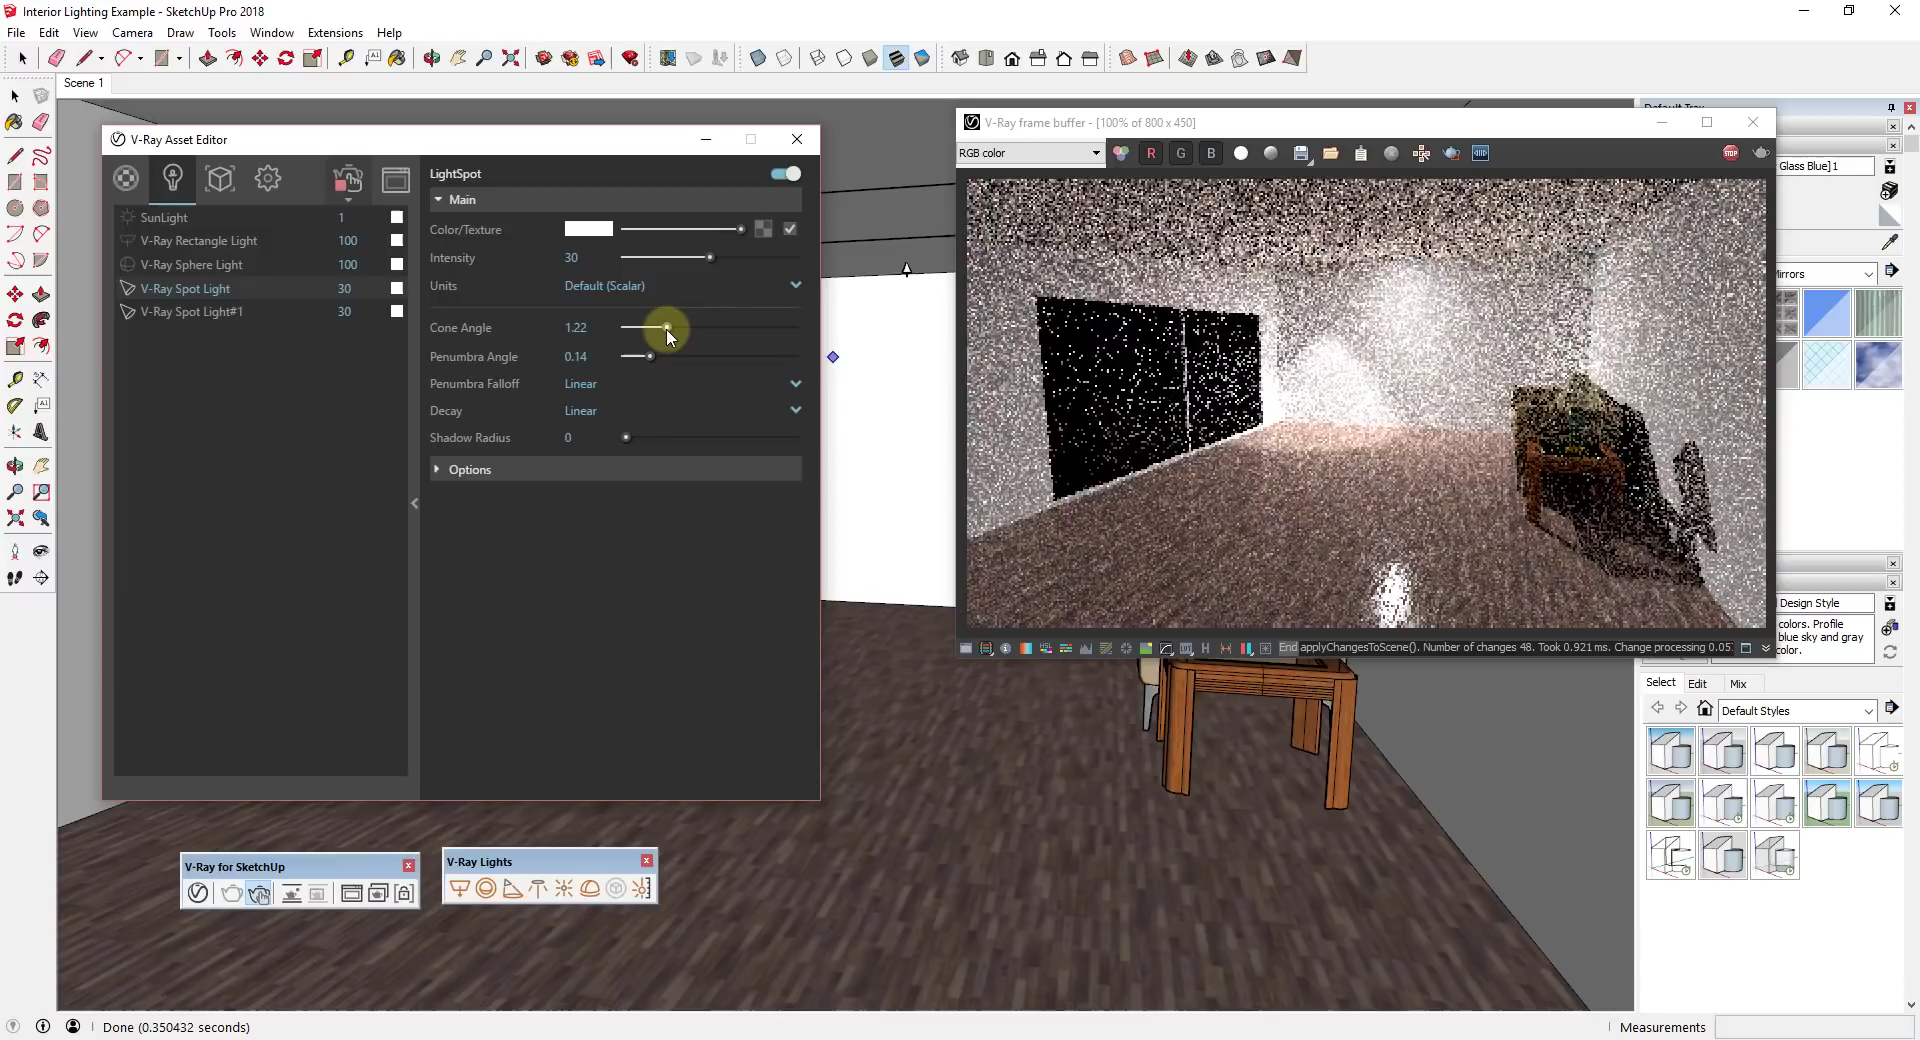 Interior Lighting Example - SketchUp Pro 2018
File Edit View Camera Draw Tools Window Extensions Help
Scene 1
Default Tray
V-Ray Asset Editor
SunLight 1
V-Ray Rectangle Light 100
V-Ray Sphere Light 100
V-Ray Spot Light 30
V-Ray Spot Light#1 30
LightSpot
Main
Color/Texture
Intensity 30
Units Default (Scalar)
Cone Angle 1.22
Penumbra Angle 0.14
Penumbra Falloff Linear
Decay Linear
Shadow Radius 0
Options
V-Ray frame buffer - [100% of 800 x 450]
RGB color R G B STOP
End applyChangesToScene(). Number of changes 48. Took 0.921 ms. Change processing 0.05
Glass Blue]1
Mirrors
Design Style
colors. Profile
blue sky and gray
color.
Select Edit Mix
Default Styles
V-Ray for SketchUp
V-Ray Lights
Done (0.350432 seconds)
Measurements